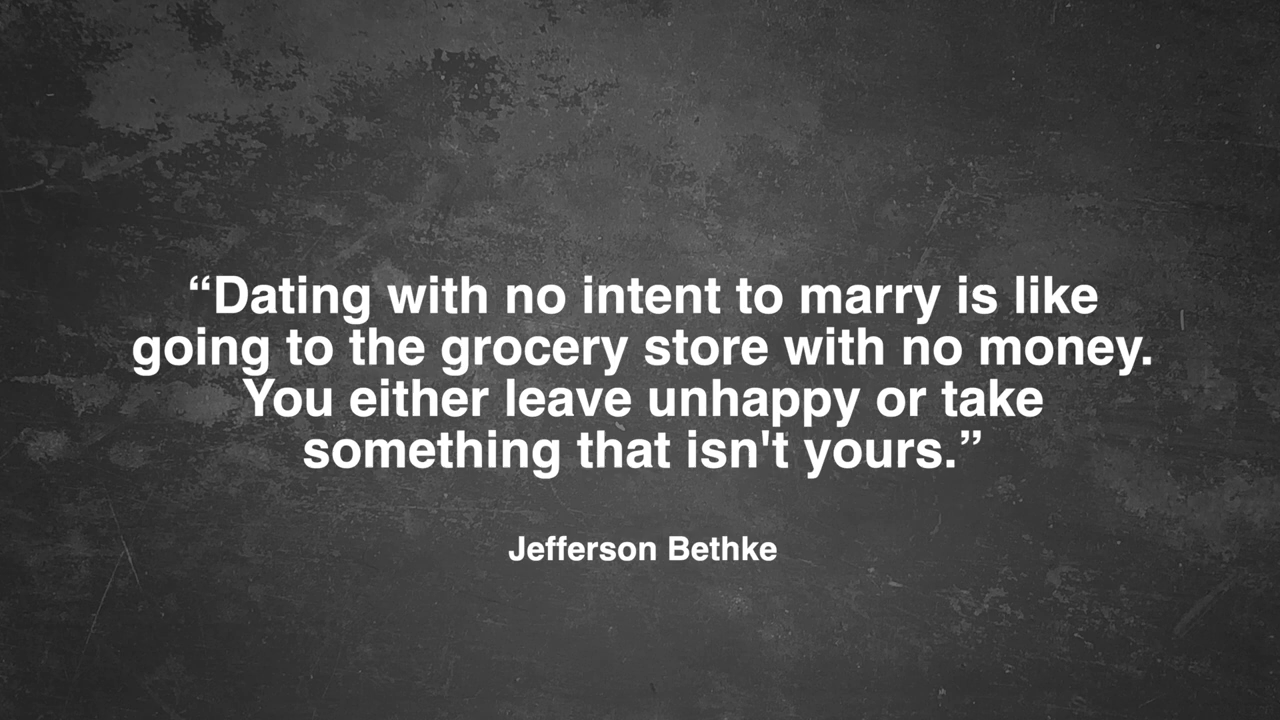 “Dating with no intent to marry is like
going to the grocery store with no money.
You either leave unhappy or take
something that isn't yours.”
Jefferson Bethke